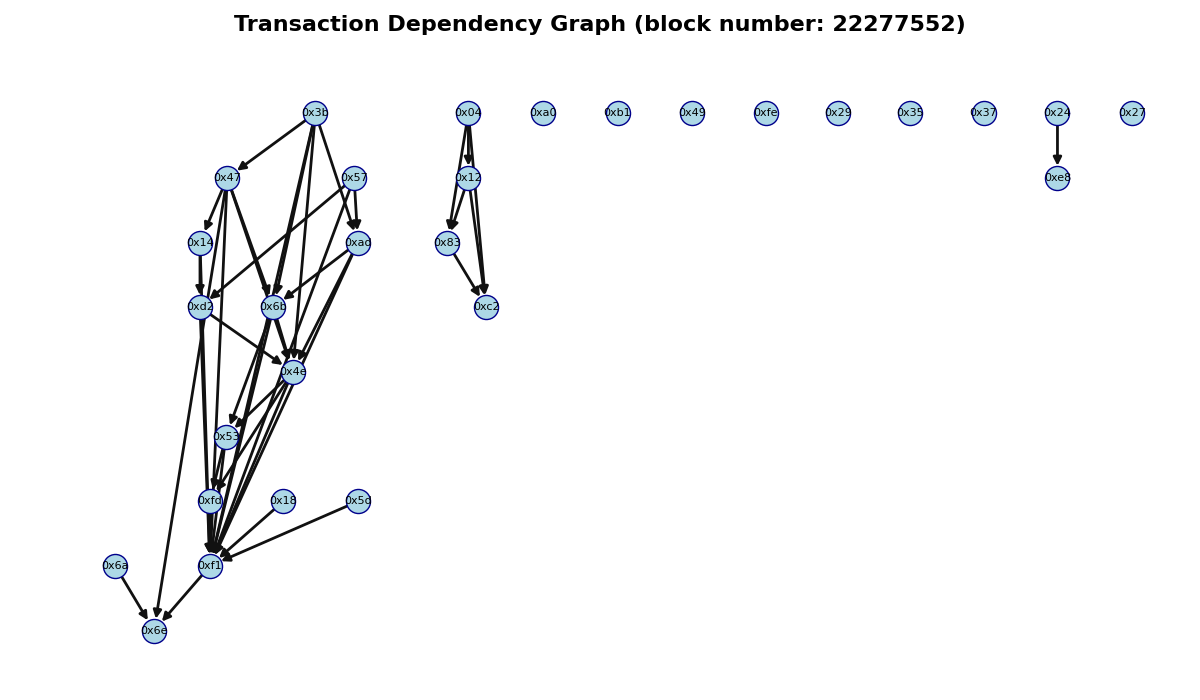 Transaction Dependency Graph (block number: 22277552)
0x3b 0x04 0xa0 0xb1 0x49 0xfe 0x29 0x35 0x37 0x24 0x27
0x47 0x57 0x12 0xe8
0x14 0xad 0x83
0xd2 0x6b 0xc2
0x4e
0x53
0xfd 0x18 0x5d
0x6a 0xf1
0x6e